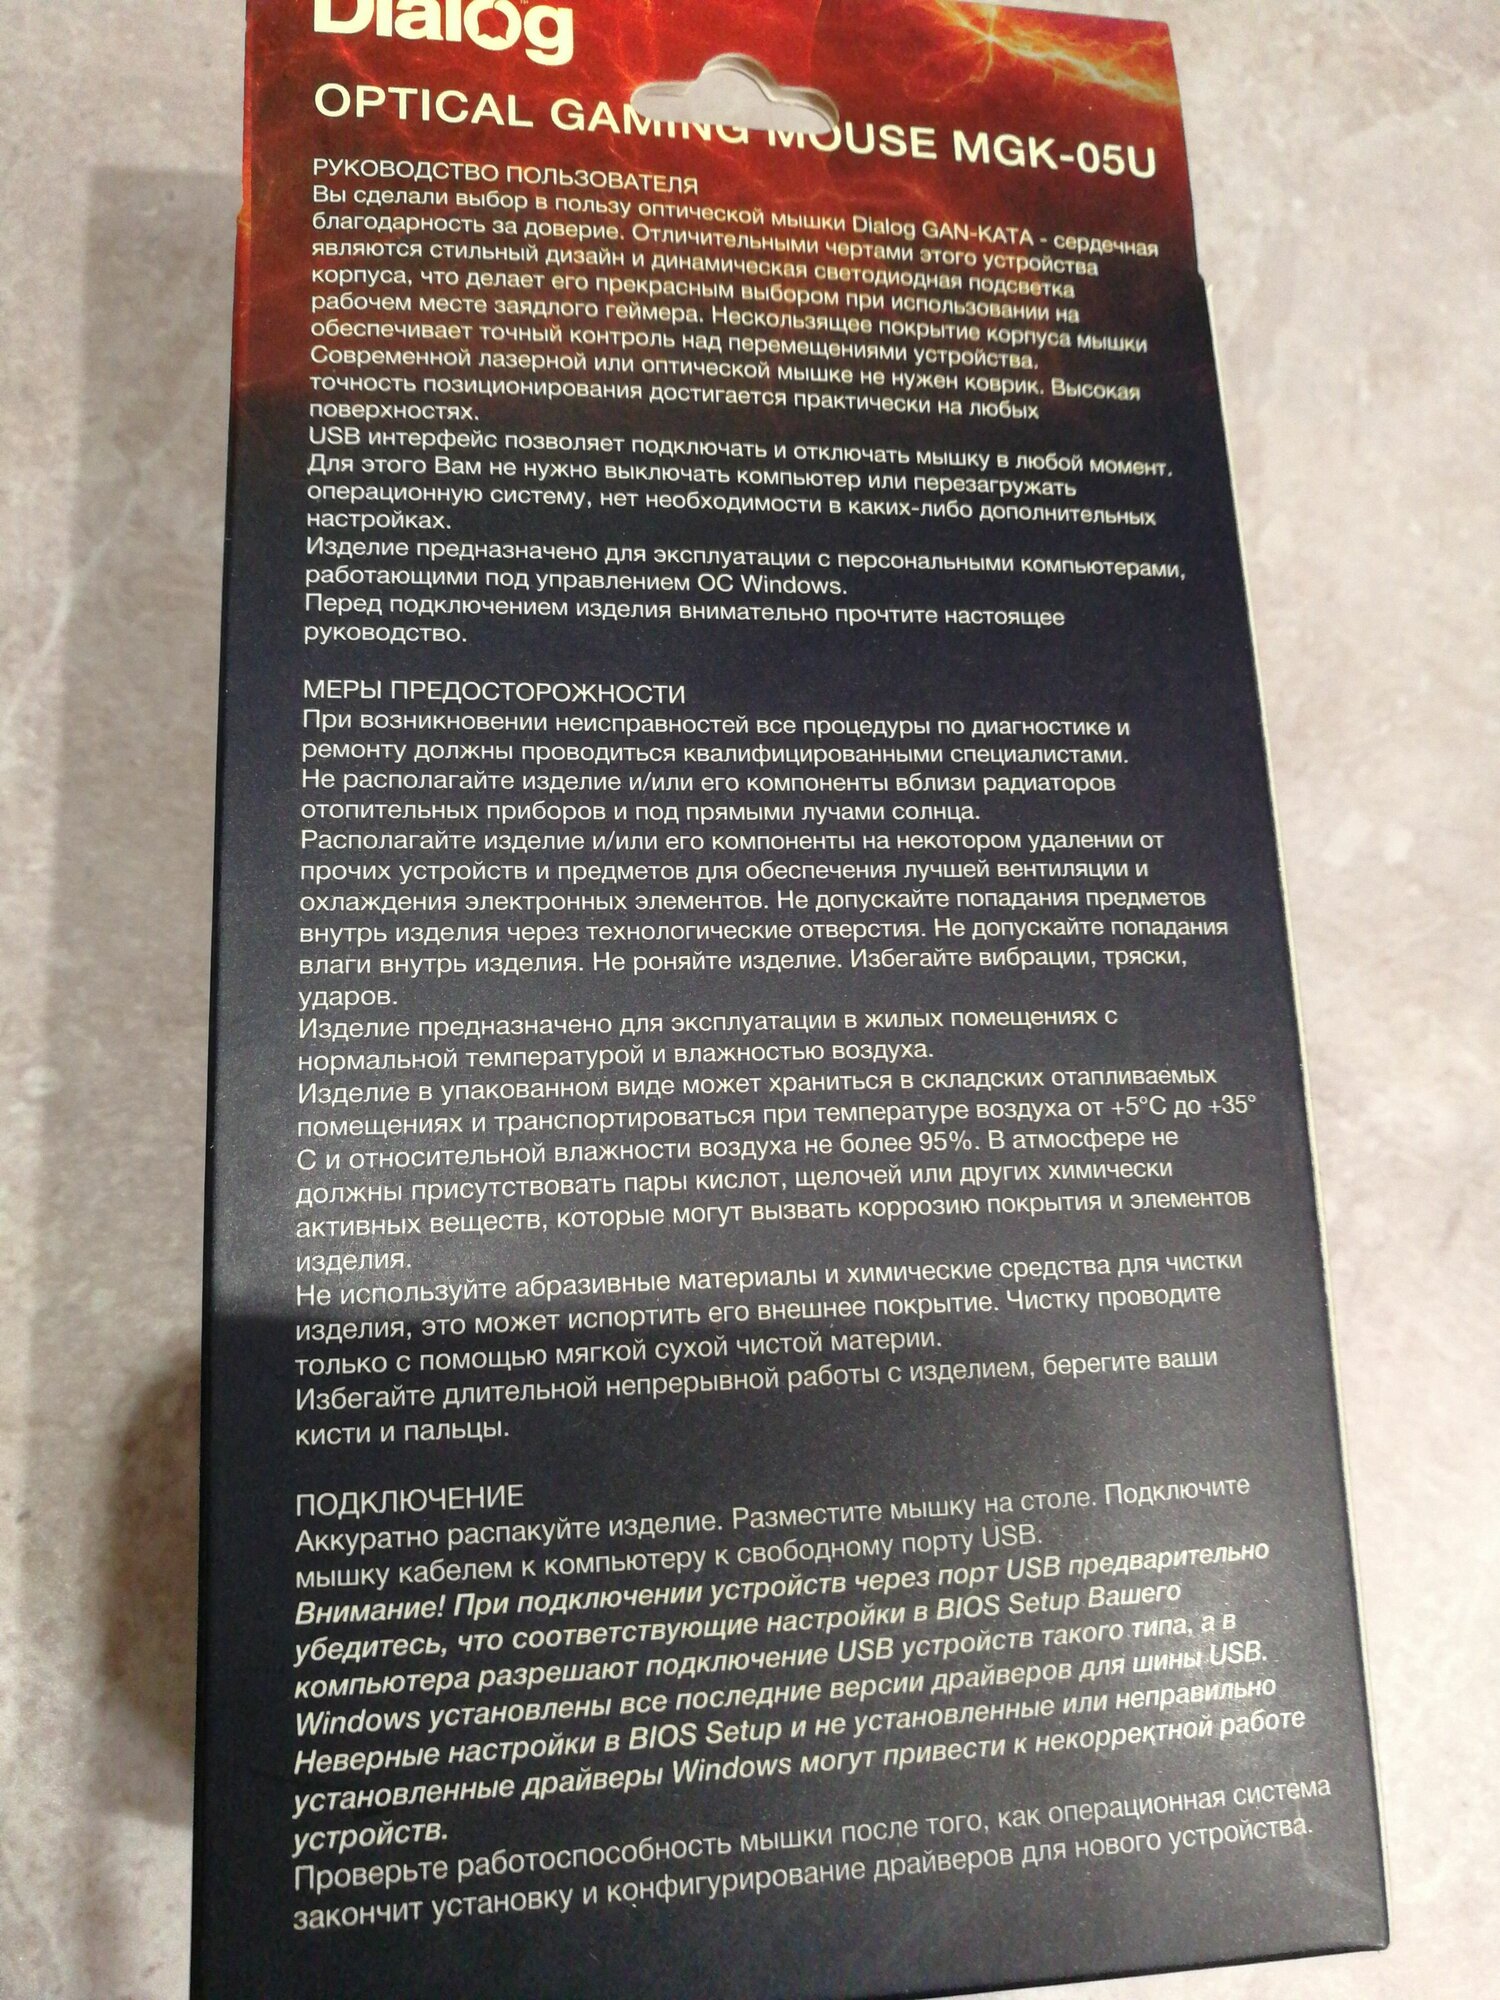 Dialog
OPTICAL GAMING MOUSE MGK-05U
РУКОВОДСТВО ПОЛЬЗОВАТЕЛЯ
Вы сделали выбор в пользу оптической мышки Dialog GAN-KATA - сердечная
благодарность за доверие. Отличительными чертами этого устройства
являются стильный дизайн и динамическая светодиодная подсветка
корпуса, что делает его прекрасным выбором при использовании на
рабочем месте заядлого геймера. Нескользящее покрытие корпуса мышки
обеспечивает точный контроль над перемещениями устройства.
Современной лазерной или оптической мышке не нужен коврик. Высокая
точность позиционирования достигается практически на любых
поверхностях.
USB интерфейс позволяет подключать и отключать мышку в любой момент.
Для этого Вам не нужно выключать компьютер или перезагружать
операционную систему, нет необходимости в каких-либо дополнительных
настройках.
Изделие предназначено для эксплуатации с персональными компьютерами,
работающими под управлением ОС Windows.
Перед подключением изделия внимательно прочтите настоящее
руководство.
МЕРЫ ПРЕДОСТОРОЖНОСТИ
При возникновении неисправностей все процедуры по диагностике и
ремонту должны проводиться квалифицированными специалистами.
Не располагайте изделие и/или его компоненты вблизи радиаторов
отопительных приборов и под прямыми лучами солнца.
Располагайте изделие и/или его компоненты на некотором удалении от
прочих устройств и предметов для обеспечения лучшей вентиляции и
охлаждения электронных элементов. Не допускайте попадания предметов
внутрь изделия через технологические отверстия. Не допускайте попадания
влаги внутрь изделия. Не роняйте изделие. Избегайте вибрации, тряски,
ударов.
Изделие предназначено для эксплуатации в жилых помещениях с
нормальной температурой и влажностью воздуха.
Изделие в упакованном виде может храниться в складских отапливаемых
помещениях и транспортироваться при температуре воздуха от +5°С до +35°
С и относительной влажности воздуха не более 95%. В атмосфере не
должны присутствовать пары кислот, щелочей или других химически
активных веществ, которые могут вызвать коррозию покрытия и элементов
изделия.
Не используйте абразивные материалы и химические средства для чистки
изделия, это может испортить его внешнее покрытие. Чистку проводите
только с помощью мягкой сухой чистой материи.
Избегайте длительной непрерывной работы с изделием, берегите ваши
кисти и пальцы.
ПОДКЛЮЧЕНИЕ
Аккуратно распакуйте изделие. Разместите мышку на столе. Подключите
мышку кабелем к компьютеру к свободному порту USB.
Внимание! При подключении устройств через порт USB предварительно
убедитесь, что соответствующие настройки в BIOS Setup Вашего
компьютера разрешают подключение USB устройств такого типа, а в
Windows установлены все последние версии драйверов для шины USB.
Неверные настройки в BIOS Setup и не установленные или неправильно
установленные драйверы Windows могут привести к некорректной работе
устройств.
Проверьте работоспособность мышки после того, как операционная система
закончит установку и конфигурирование драйверов для нового устройства.